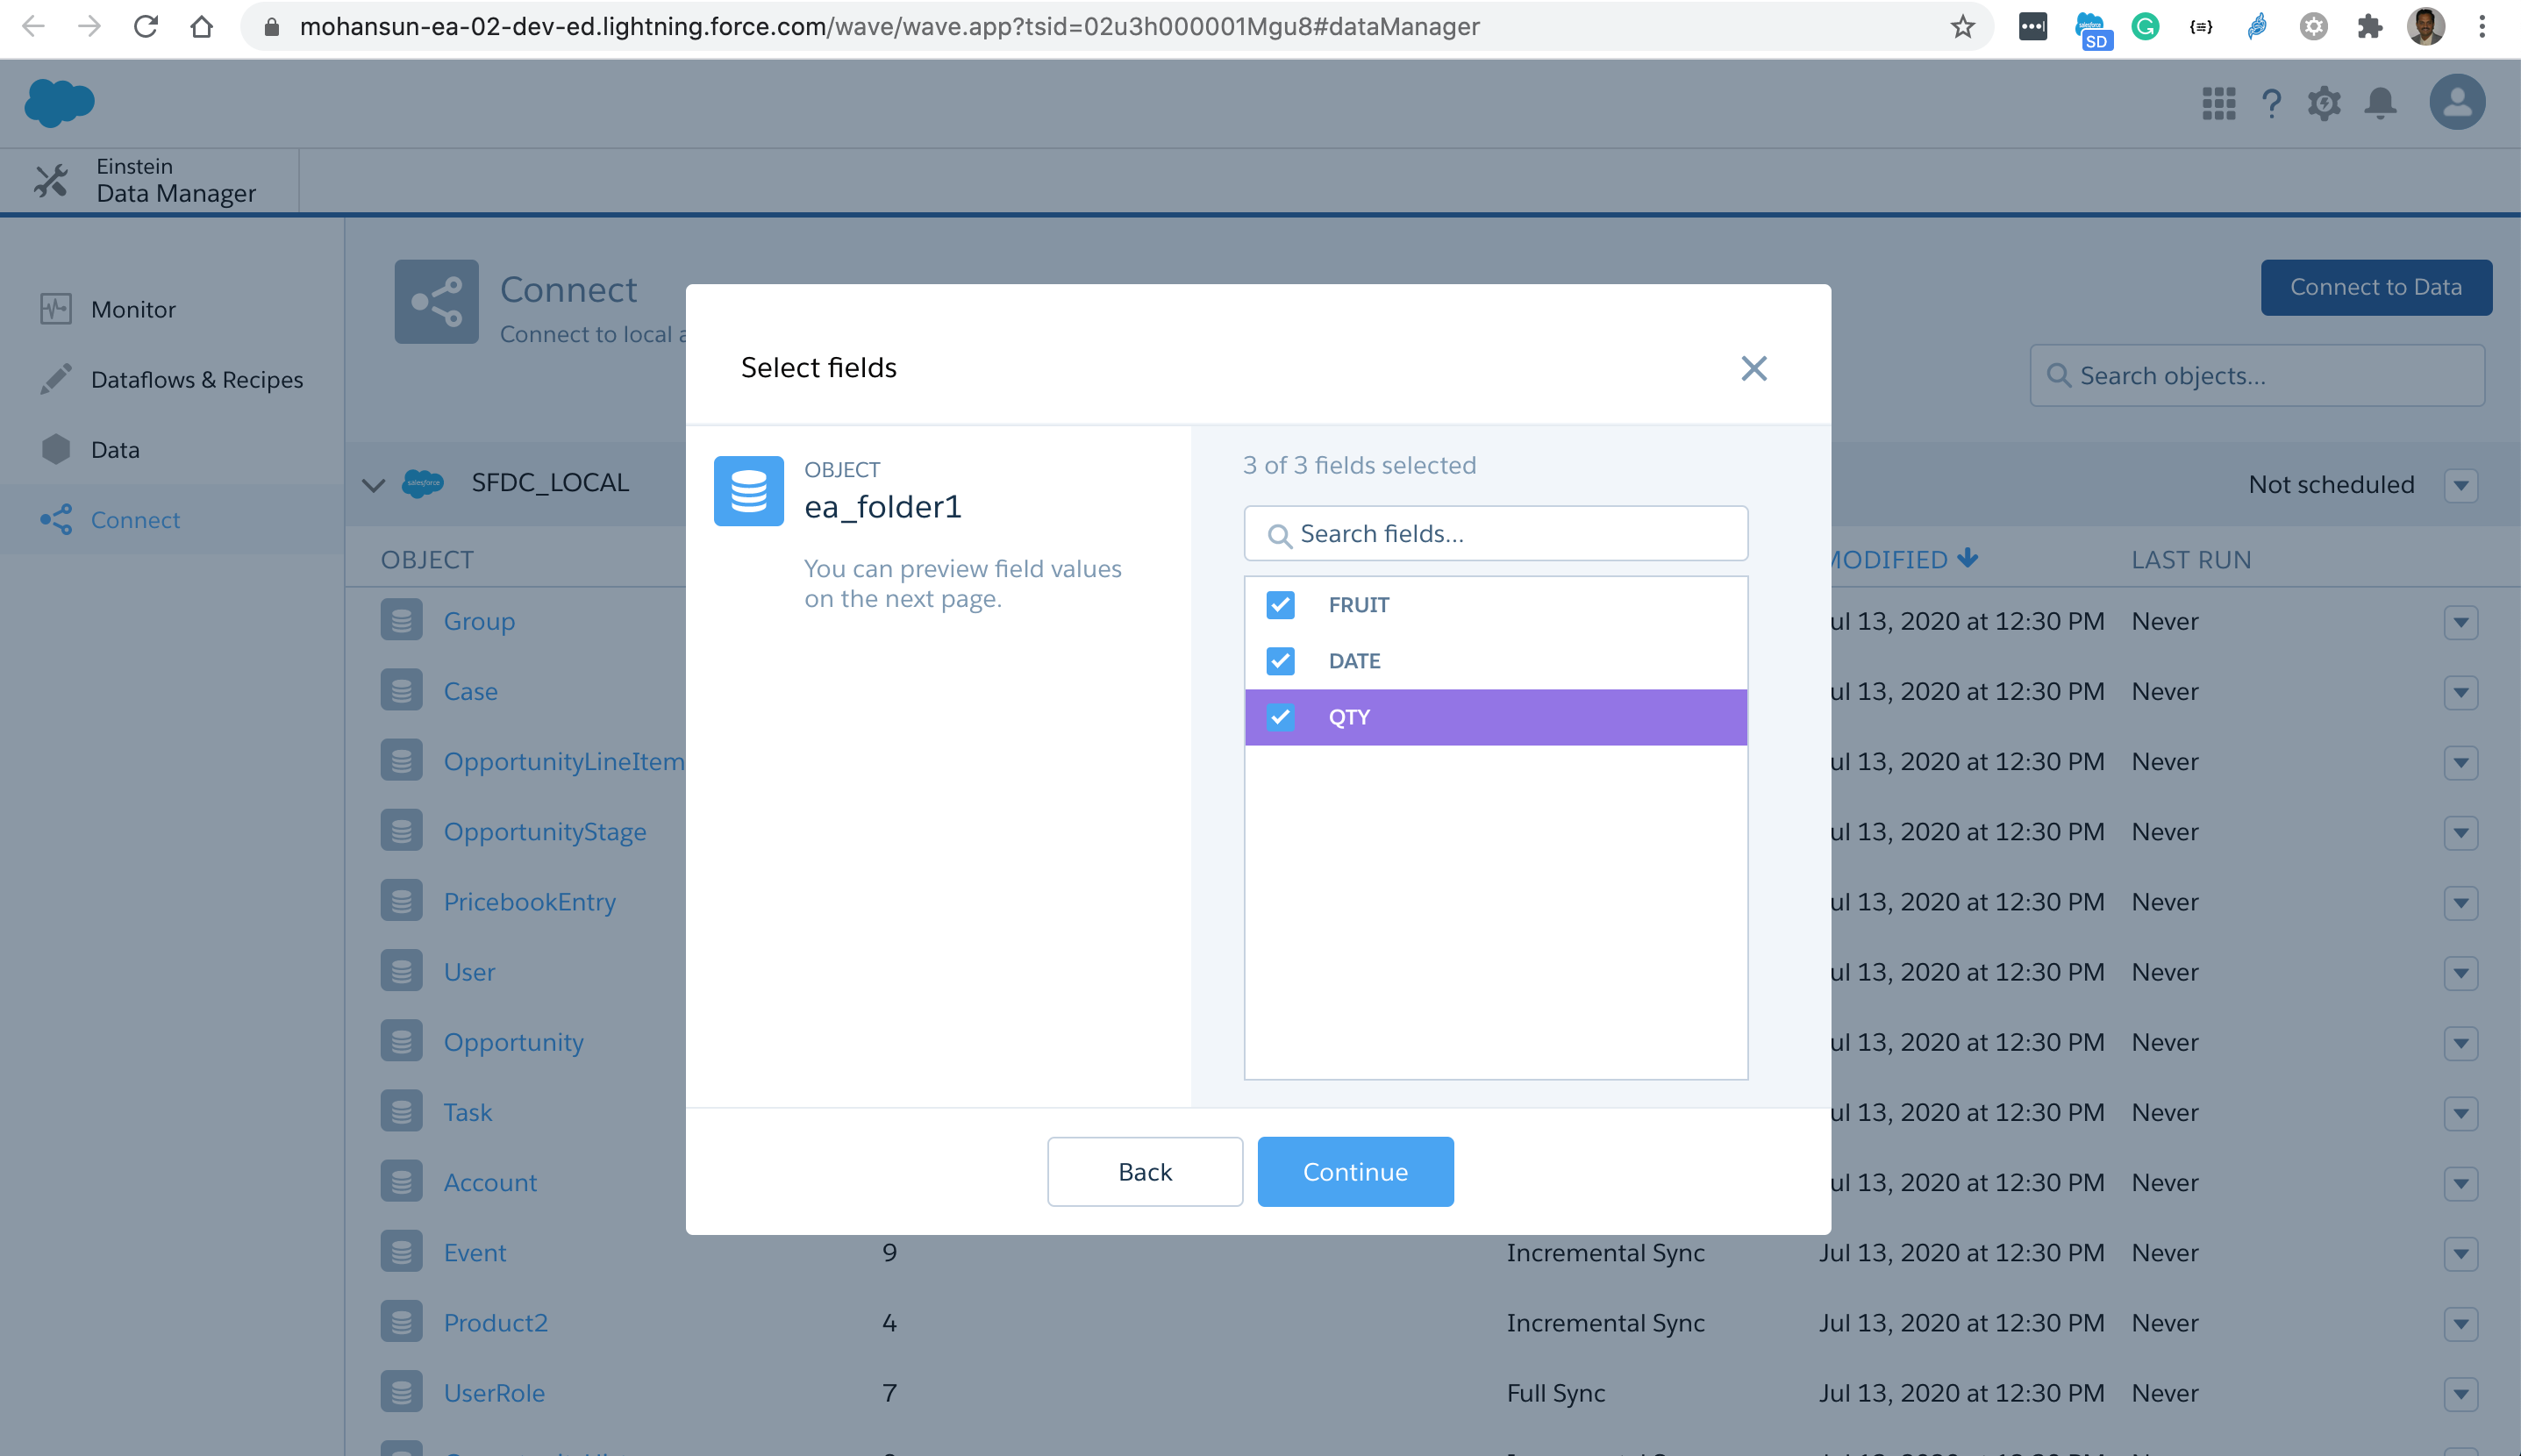 mohansun-ea-02-dev-ed.lightning.force.com/wave/wave.app?tsid=02u3h000001Mgu8#dataManager
SD
Einstein
Data Manager
Monitor
Dataflows & Recipes
Data
Connect
Connect
Connect to local a
Connect to Data
Search objects...
salesforce
SFDC_LOCAL
Not scheduled
OBJECT
MODIFIED
LAST RUN
Group
ul 13, 2020 at 12:30 PM Never
Case
ul 13, 2020 at 12:30 PM Never
OpportunityLineItem
ul 13, 2020 at 12:30 PM Never
OpportunityStage
ul 13, 2020 at 12:30 PM Never
PricebookEntry
ul 13, 2020 at 12:30 PM Never
User
ul 13, 2020 at 12:30 PM Never
Opportunity
ul 13, 2020 at 12:30 PM Never
Task
ul 13, 2020 at 12:30 PM Never
Account
ul 13, 2020 at 12:30 PM Never
Event 9 Incremental Sync Jul 13, 2020 at 12:30 PM Never
Product2 4 Incremental Sync Jul 13, 2020 at 12:30 PM Never
UserRole 7 Full Sync Jul 13, 2020 at 12:30 PM Never
Select fields
OBJECT
ea_folder1
You can preview field values
on the next page.
3 of 3 fields selected
Search fields...
FRUIT
DATE
QTY
Back
Continue